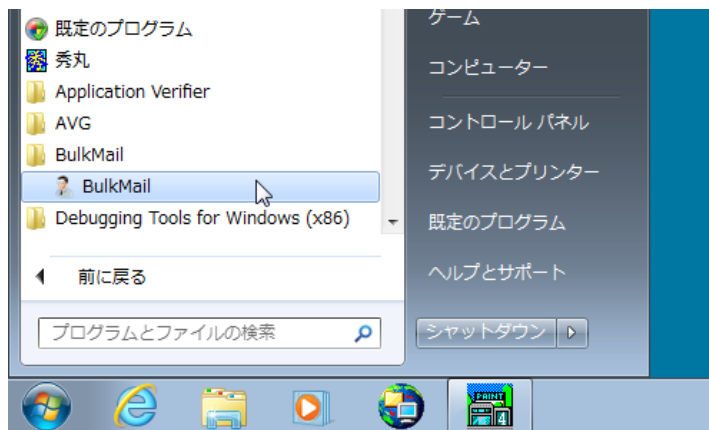 既定のプログラム
秀丸
Application Verifier
AVG
BulkMail
BulkMail
Debugging Tools for Windows (x86)
前に戻る
プログラムとファイルの検索
ゲーム
コンピューター
コントロール パネル
デバイスとプリンター
既定のプログラム
ヘルプとサポート
シャットダウン
PAINT
4